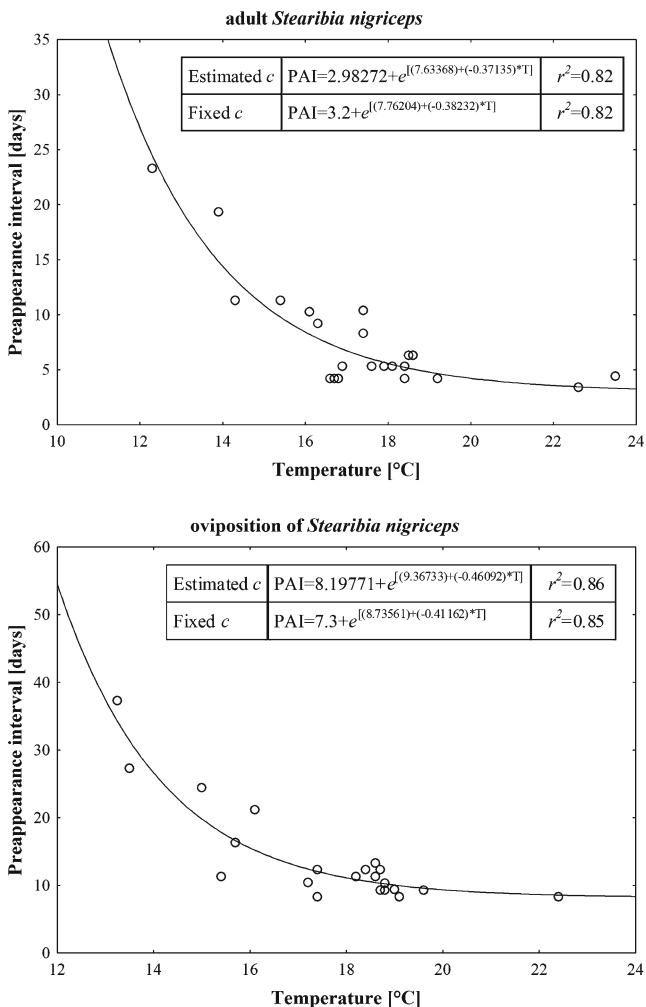 adult Stearibia nigriceps
35
30
25
20
15
10
5
0
Preappearance interval [days]
Estimated c PAI=2.98272+e[(7.63368)+(-0.37135)*T] r2=0.82
Fixed c PAI=3.2+e[(7.76204)+(-0.38232)*T] r2=0.82
10 12 14 16 18 20 22 24
Temperature [°C]
oviposition of Stearibia nigriceps
60
50
40
30
20
10
0
Preappearance interval [days]
Estimated c PAI=8.19771+e[(9.36733)+(-0.46092)*T] r2=0.86
Fixed c PAI=7.3+e[(8.73561)+(-0.41162)*T] r2=0.85
12 14 16 18 20 22 24
Temperature [°C]